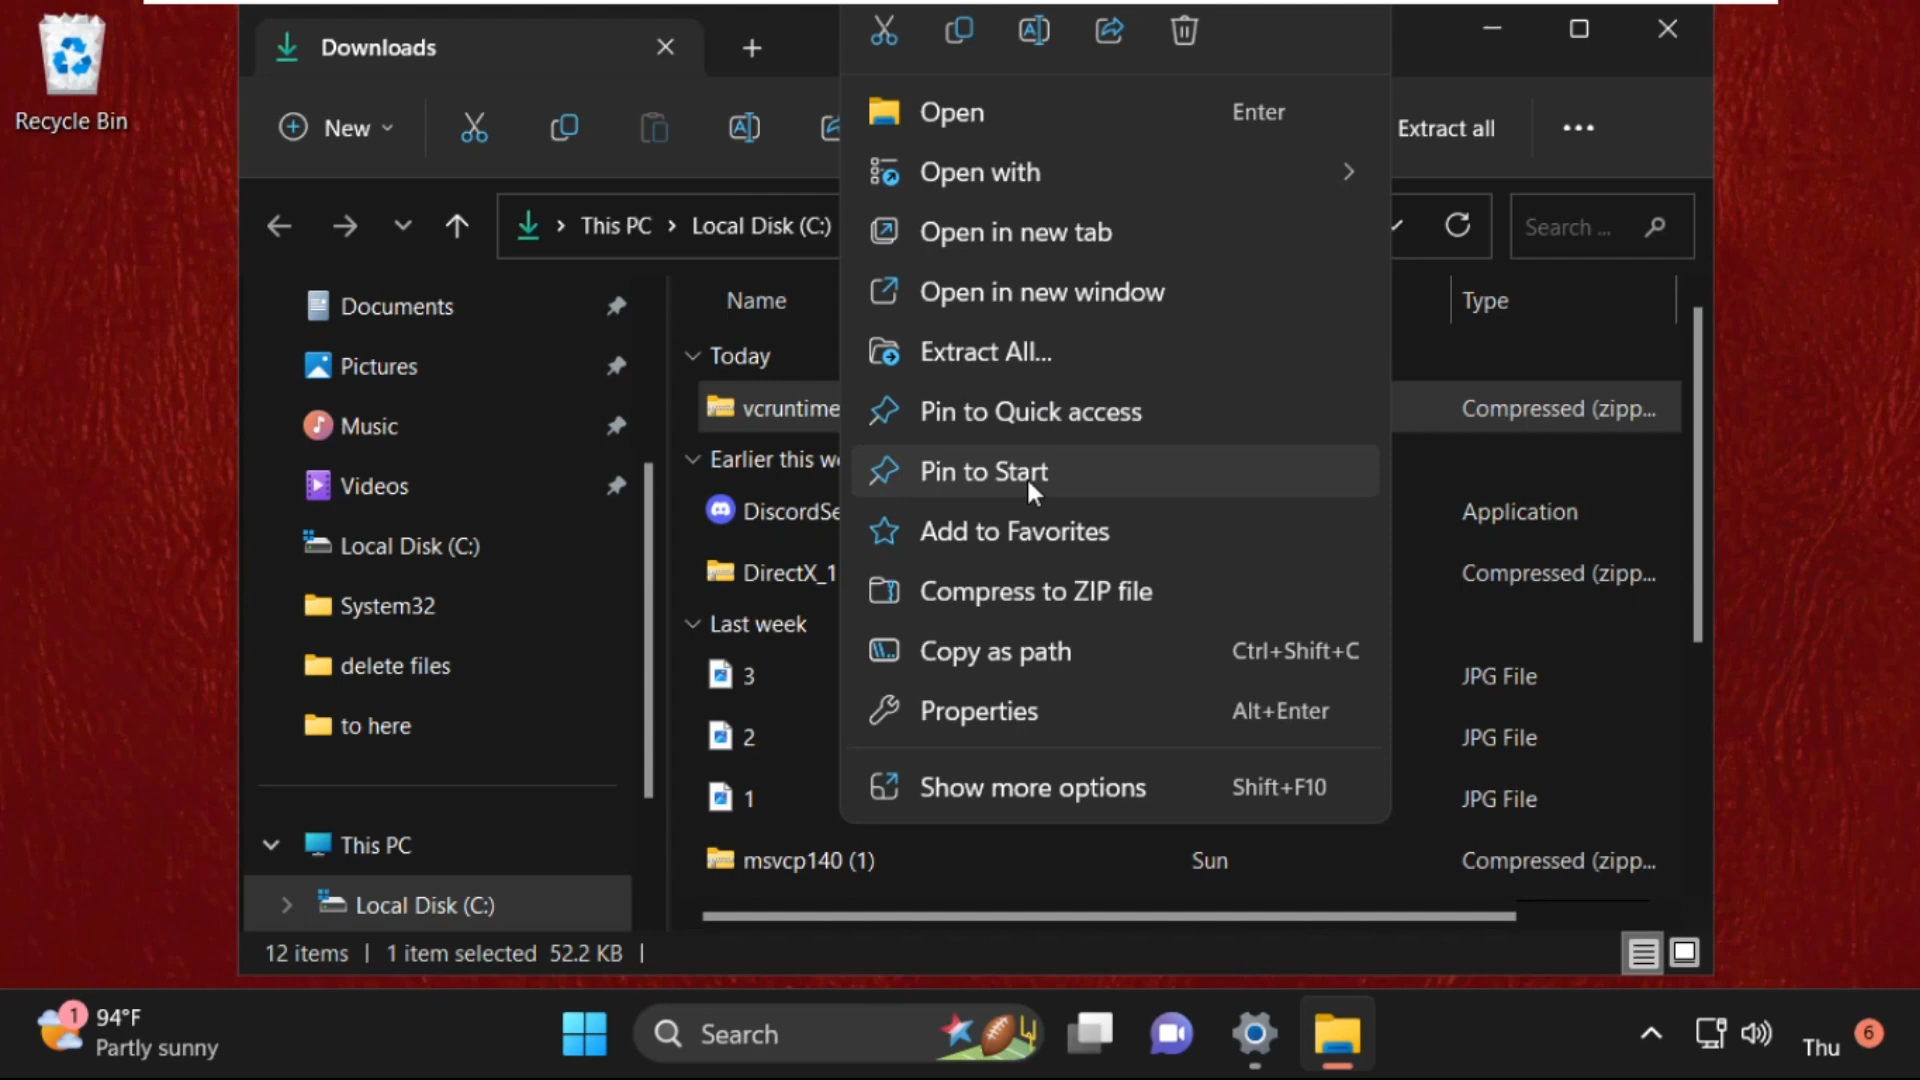 Recycle Bin
Downloads
New
Extract all
This PC
Local Disk (C:)
Search ...
Open Enter
Open with
Open in new tab
Open in new window
Extract All...
Pin to Quick access
Pin to Start
Add to Favorites
Compress to ZIP file
Copy as path Ctrl+Shift+C
Properties Alt+Enter
Show more options Shift+F10
Documents
Pictures
Music
Videos
Local Disk (C:)
System32
delete files
to here
This PC
Local Disk (C:)
Name Type
Today
vcruntime Compressed (zipp...
Earlier this w
DiscordSe Application
DirectX_1 Compressed (zipp...
Last week
3 JPG File
2 JPG File
1 JPG File
msvcp140 (1) Sun Compressed (zipp...
12 items 1 item selected 52.2 KB
1
94°F
Partly sunny
Search
Thu
6